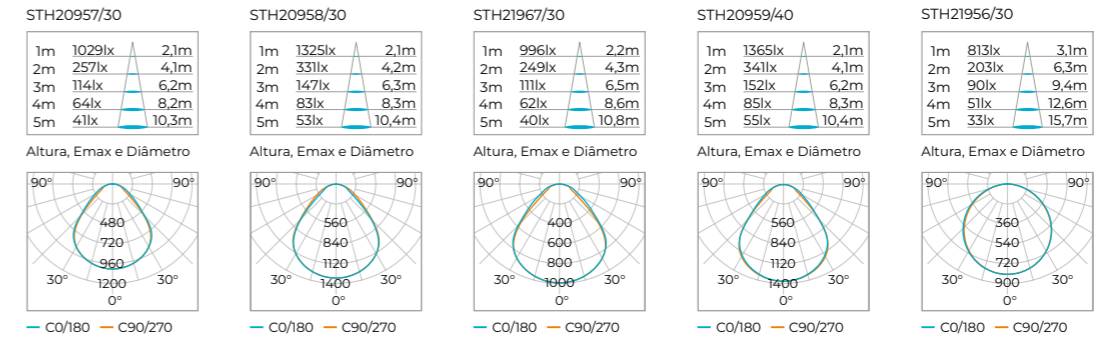 STH20957/30
1m 1029lx 2,1m
2m 257lx 4,1m
3m 114lx 6,2m
4m 64lx 8,2m
5m 41lx 10,3m
Altura, Emax e Diâmetro
90° 90°
480
720
960
30° 1200 30°
0°
C0/180 C90/270
STH20958/30
1m 1325lx 2,1m
2m 331lx 4,2m
3m 147lx 6,3m
4m 83lx 8,3m
5m 53lx 10,4m
Altura, Emax e Diâmetro
90° 90°
560
840
1120
30° 1400 30°
0°
C0/180 C90/270
STH21967/30
1m 996lx 2,2m
2m 249lx 4,3m
3m 111lx 6,5m
4m 62lx 8,6m
5m 40lx 10,8m
Altura, Emax e Diâmetro
90° 90°
400
600
800
30° 1000 30°
0°
C0/180 C90/270
STH20959/40
1m 1365lx 2,1m
2m 341lx 4,1m
3m 152lx 6,2m
4m 85lx 8,3m
5m 55lx 10,4m
Altura, Emax e Diâmetro
90° 90°
560
840
1120
30° 1400 30°
0°
C0/180 C90/270
STH21956/30
1m 813lx 3,1m
2m 203lx 6,3m
3m 90lx 9,4m
4m 51lx 12,6m
5m 33lx 15,7m
Altura, Emax e Diâmetro
90° 90°
360
540
720
30° 900 30°
0°
C0/180 C90/270